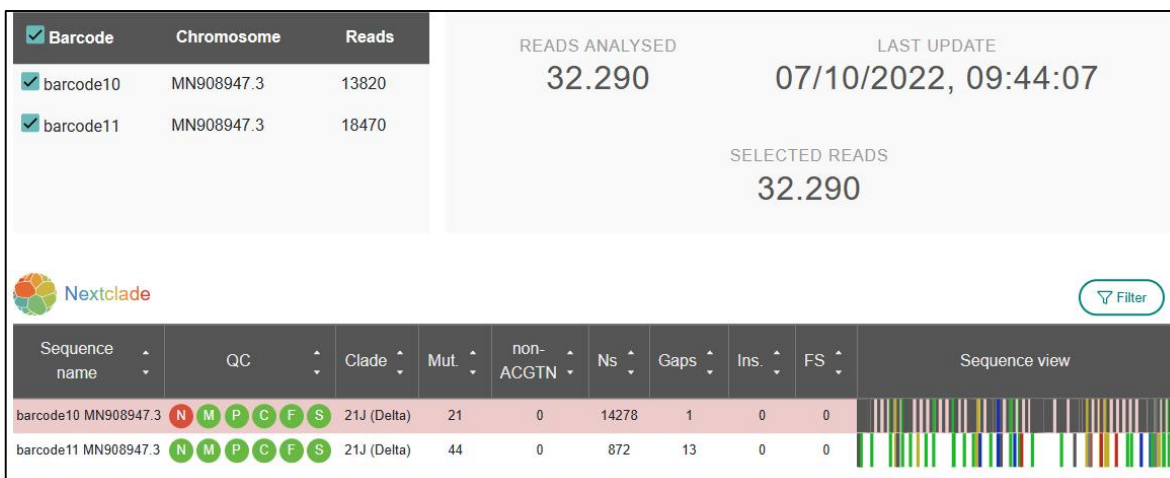 Barcode Chromosome Reads
barcode10 MN908947.3 13820
barcode11 MN908947.3 18470
READS ANALYSED
32.290
LAST UPDATE
07/10/2022, 09:44:07
SELECTED READS
32.290
Nextclade
Filter
Sequence name QC Clade Mut. non-ACGTN Ns Gaps Ins. FS Sequence view
barcode10 MN908947.3 N M P C F S 21J (Delta) 21 0 14278 1 0 0
barcode11 MN908947.3 N M P C F S 21J (Delta) 44 0 872 13 0 0